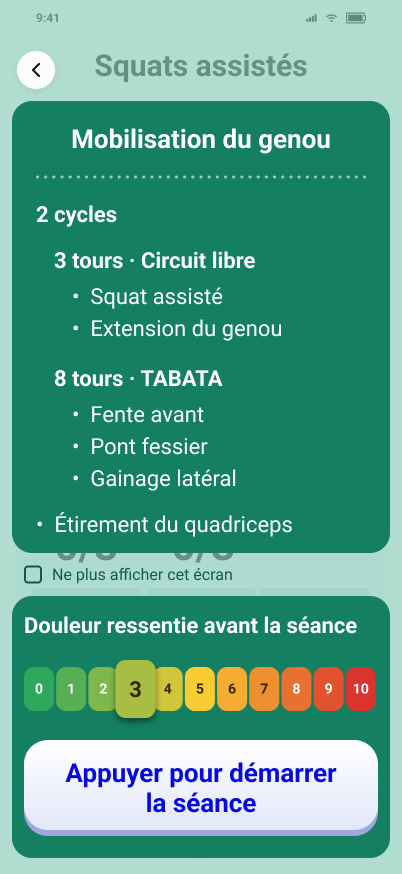 9:41
Squats assistés
Mobilisation du genou
2 cycles
3 tours · Circuit libre
• Squat assisté
• Extension du genou
8 tours · TABATA
• Fente avant
• Pont fessier
• Gainage latéral
• Étirement du quadriceps
Ne plus afficher cet écran
Douleur ressentie avant la séance
0 1 2 3 4 5 6 7 8 9 10
Appuyer pour démarrer
la séance